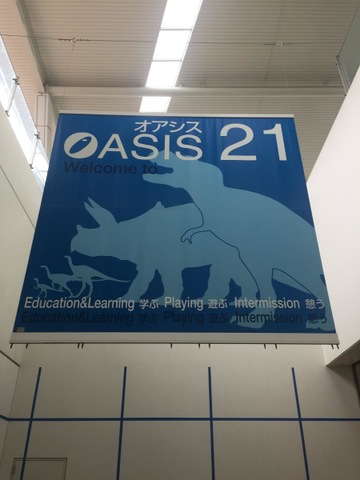 オアシス
OASIS 21
Welcome to
Education&Learning 学ぶ Playing 遊ぶ Intermission 憩う
Education&Learning 学ぶ Playing 遊ぶ Intermission 憩う